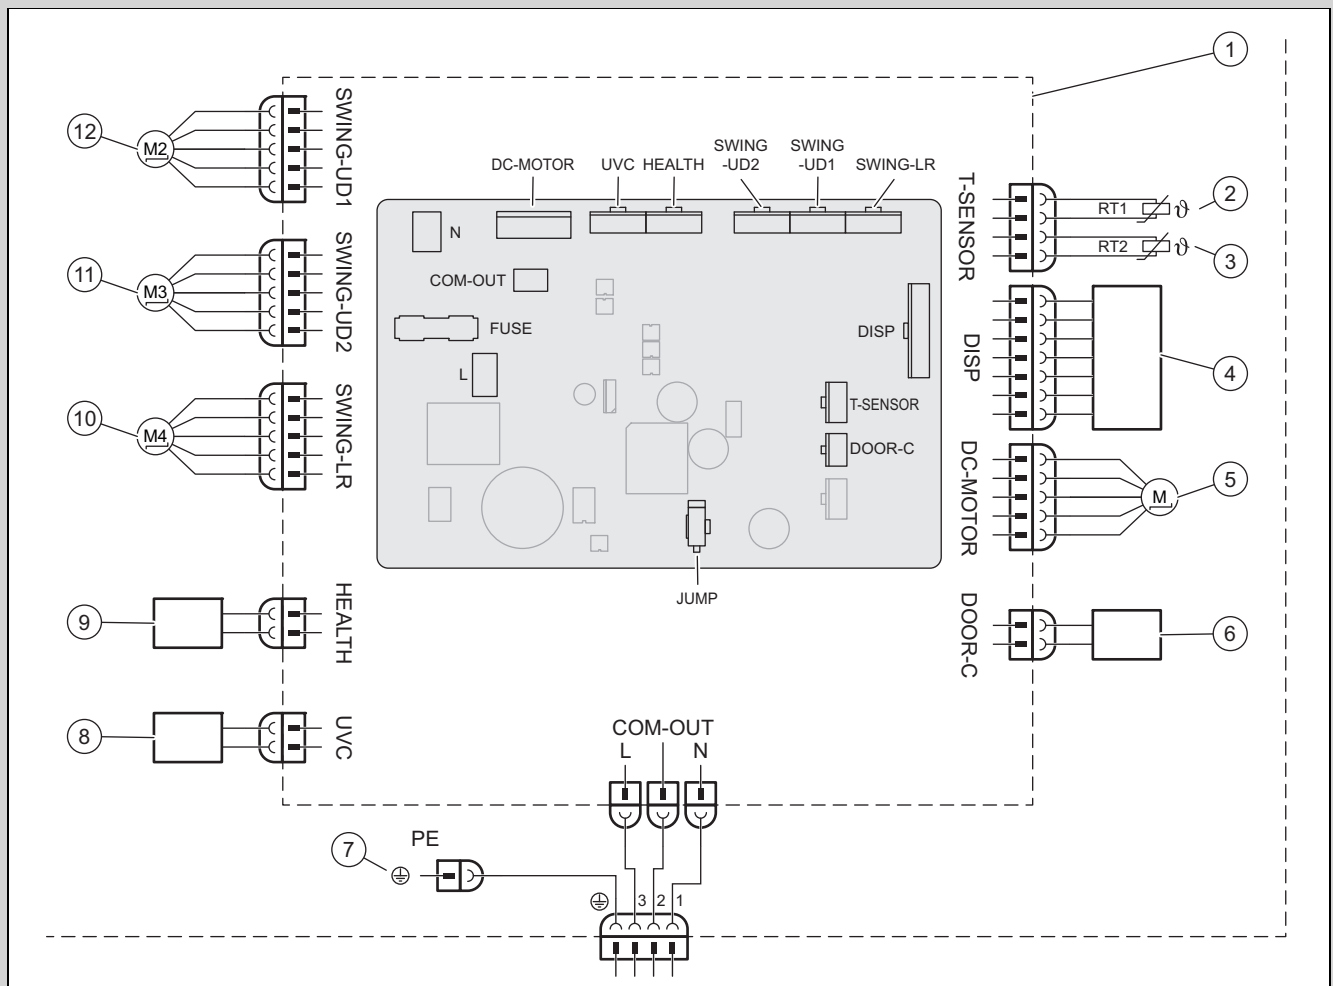 1
12
M2
SWING-UD1
DC-MOTOR
UVC
HEALTH
SWING
-UD2
SWING
-UD1
SWING-LR
T-SENSOR
RT1
ϑ
2
RT2
ϑ
3
N
COM-OUT
FUSE
L
DISP
T-SENSOR
DOOR-C
JUMP
11
M3
SWING-UD2
DISP
4
10
M4
SWING-LR
DC-MOTOR
M
5
9
HEALTH
DOOR-C
6
8
UVC
COM-OUT
L
N
7
PE
3
2
1